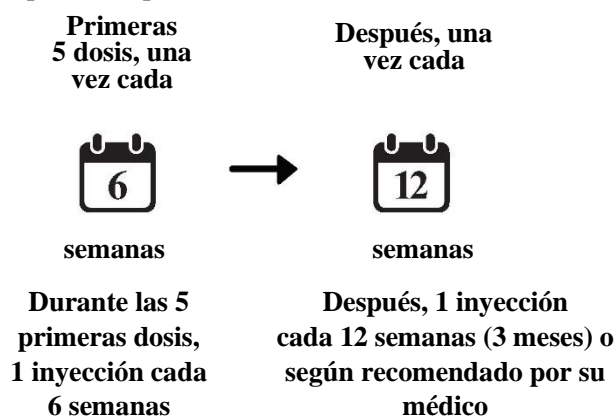 Primeras
5 dosis, una
vez cada
6
semanas
Durante las 5
primeras dosis,
1 inyección cada
6 semanas
Después, una
vez cada
12
semanas
Después, 1 inyección
cada 12 semanas (3 meses) o
según recomendado por su
médico